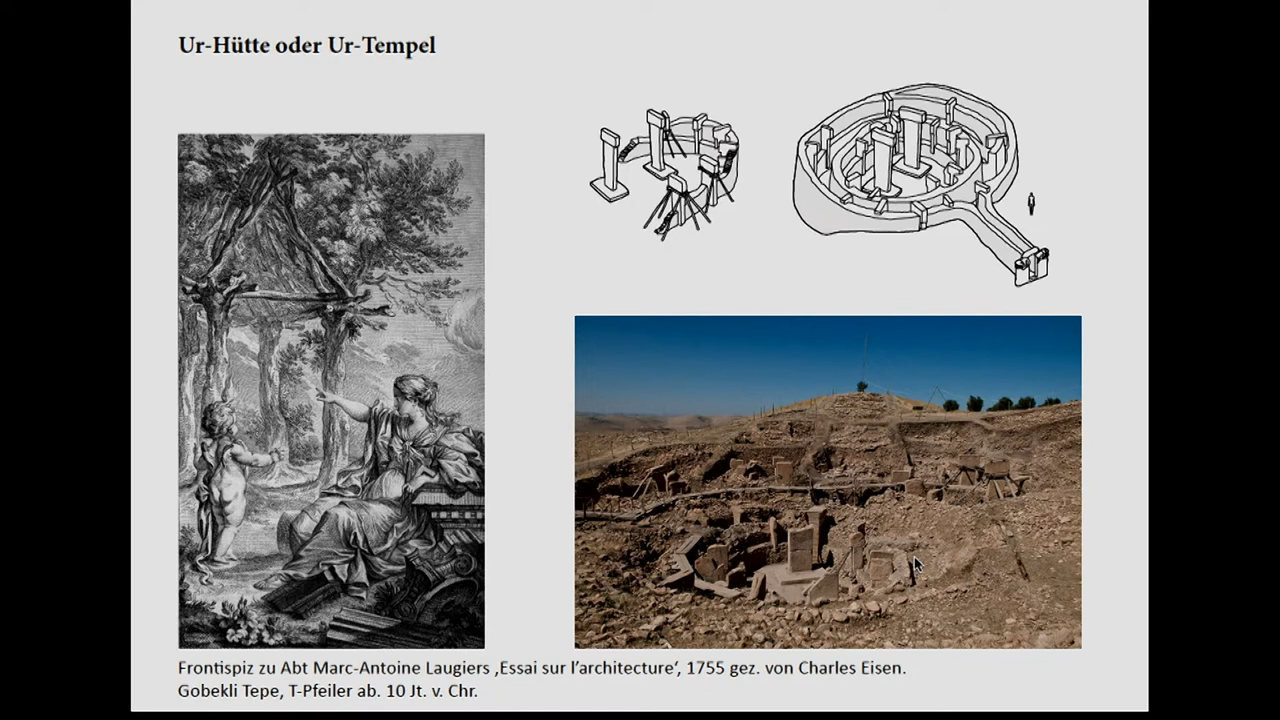 Ur-Hütte oder Ur-Tempel
Frontispiz zu Abt Marc-Antoine Laugiers ‚Essai sur l’architecture‘, 1755 gez. von Charles Eisen.
Gobekli Tepe, T-Pfeiler ab. 10 Jt. v. Chr.